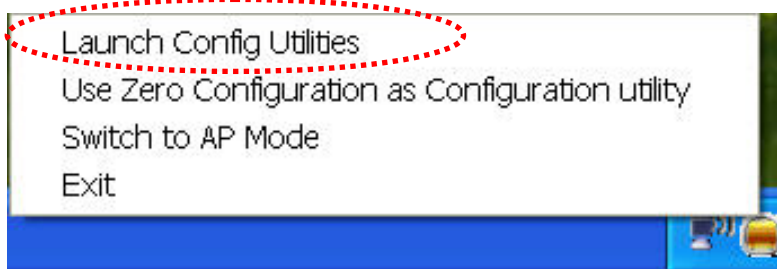 Launch Config Utilities
Use Zero Configuration as Configuration utility
Switch to AP Mode
Exit